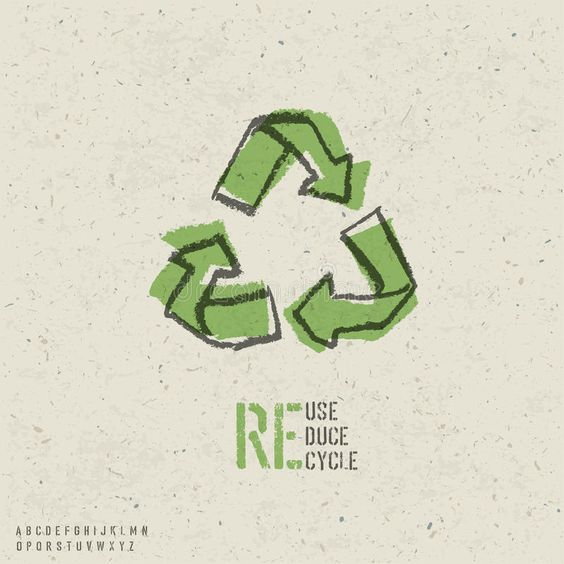 RE USE
DUCE
CYCLE
ABCDEFGHIJKLMN
OPQRSTUVWXYZ